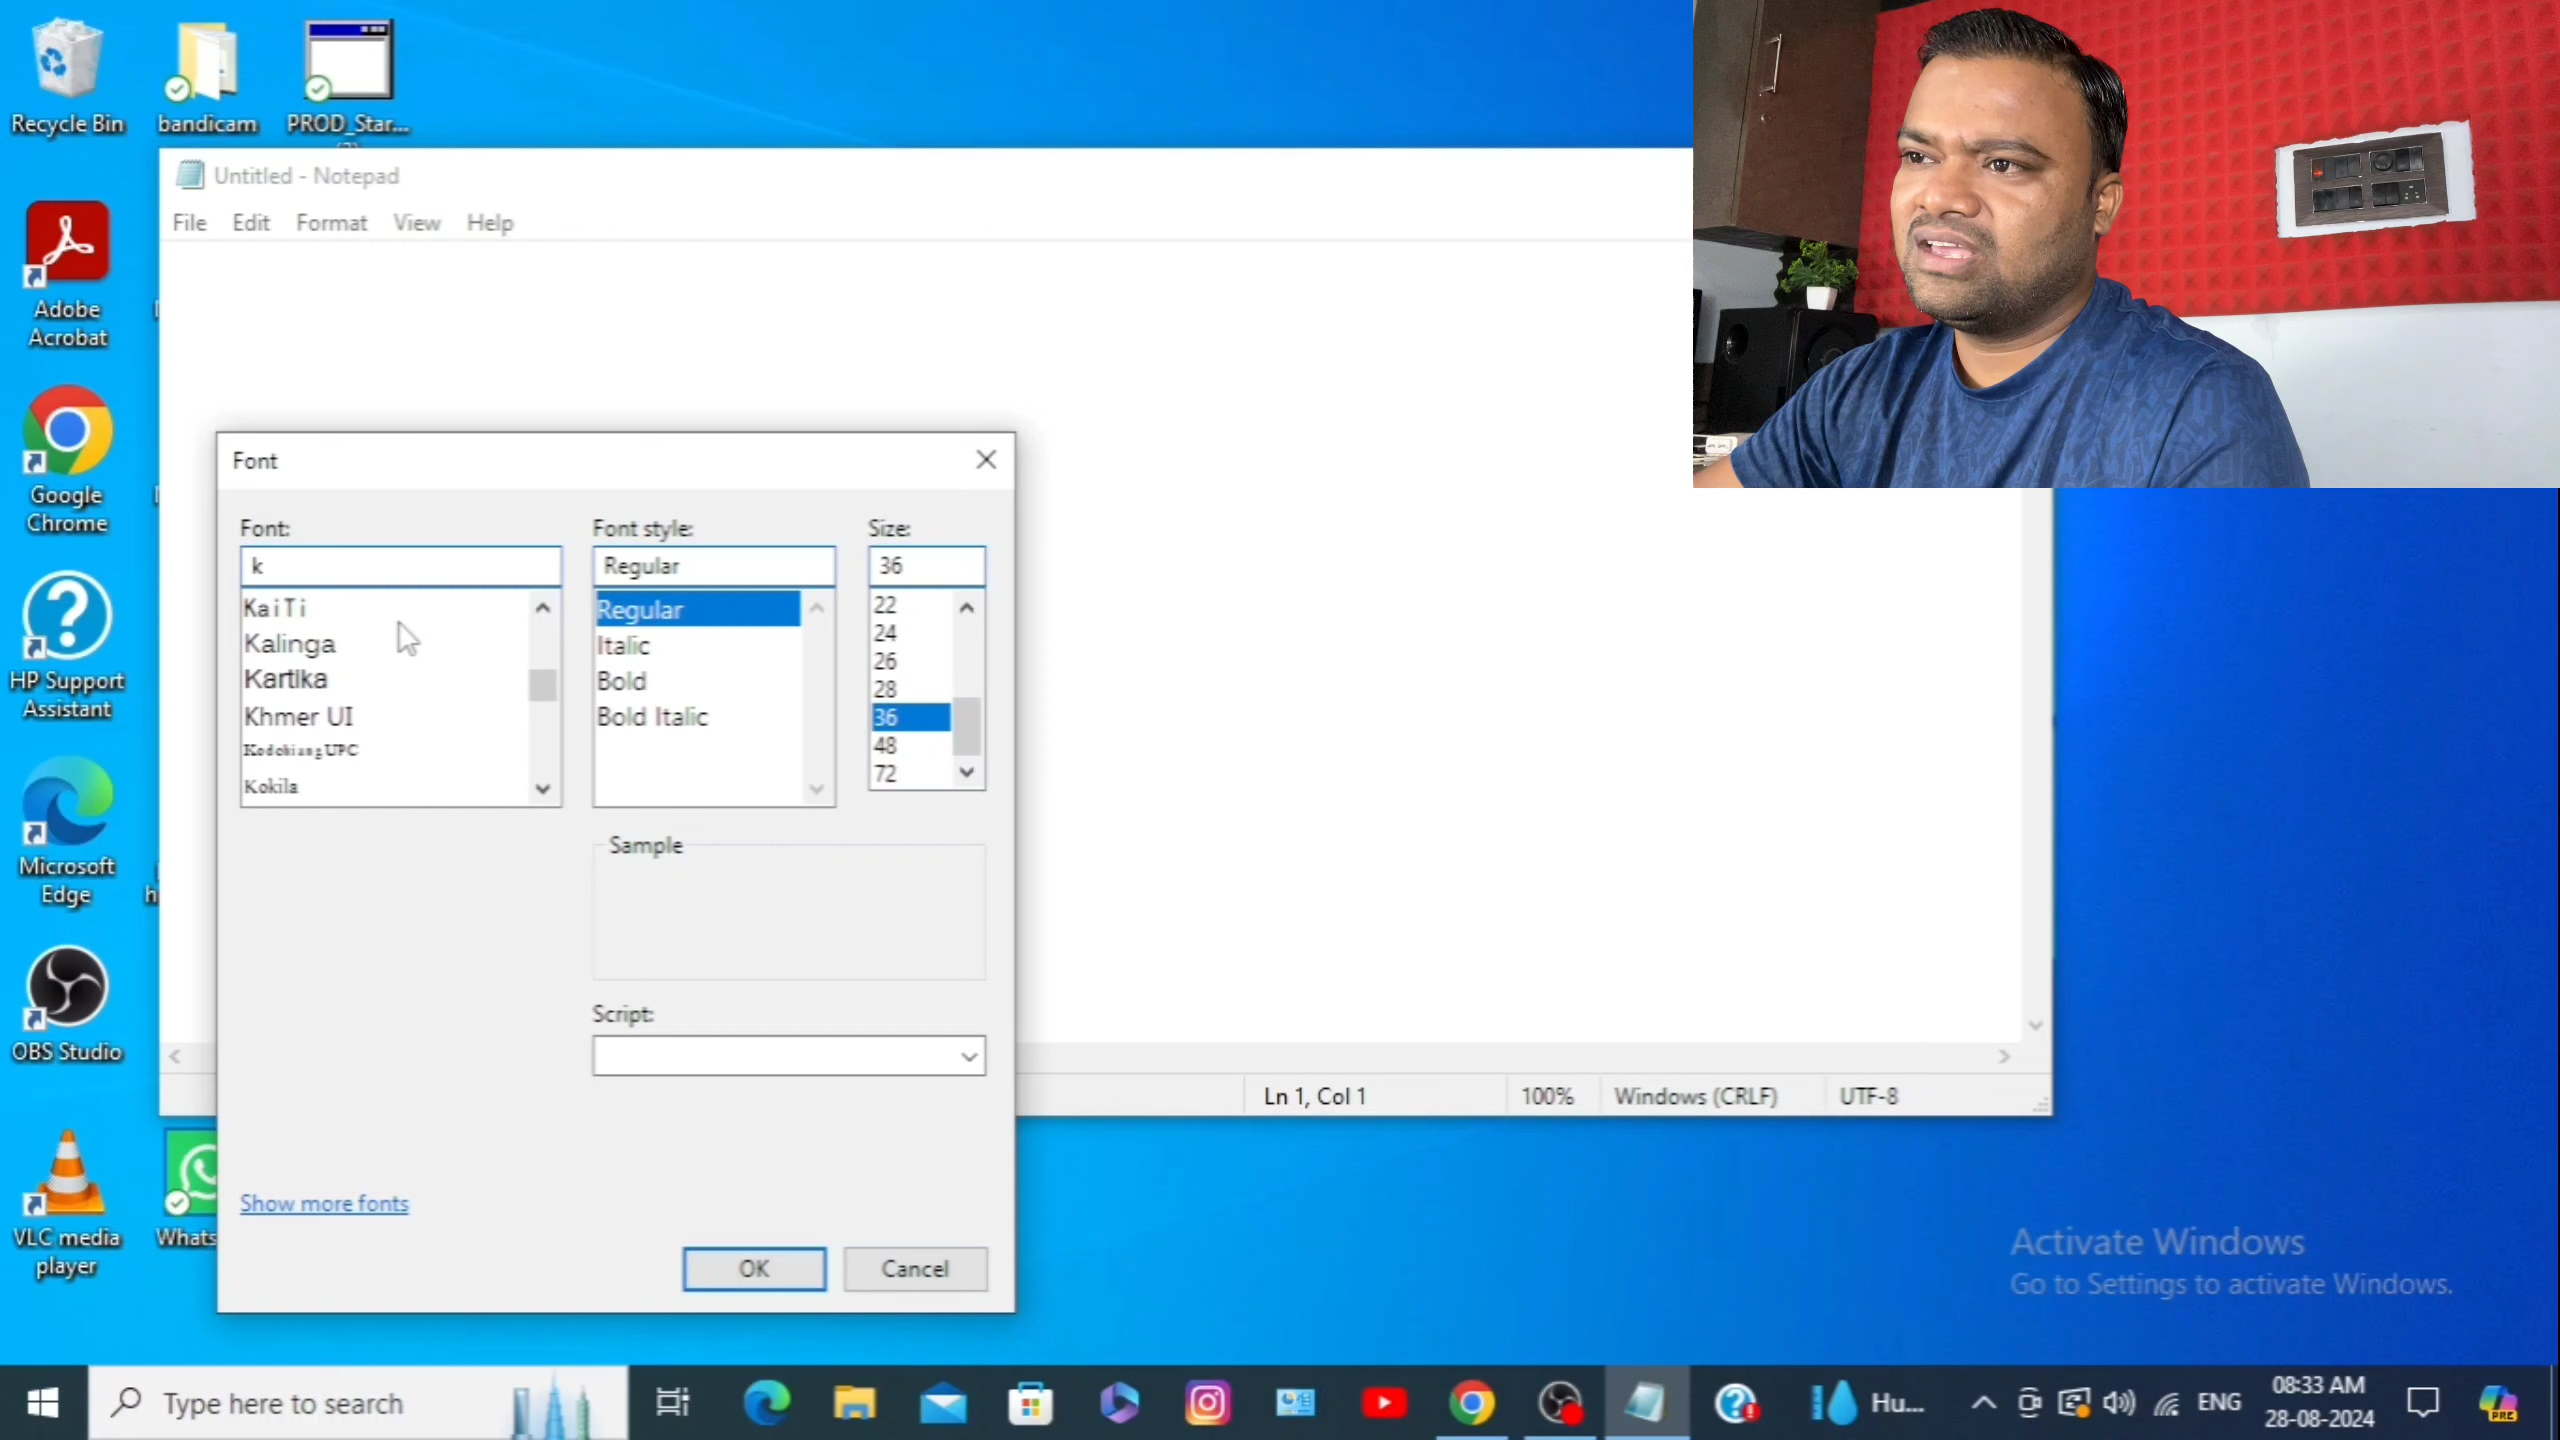 Recycle Bin
bandicam
PROD_Star...
Adobe
Acrobat
Google
Chrome
HP Support
Assistant
Microsoft
Edge
OBS Studio
VLC media
player
Whats
Untitled - Notepad
File Edit Format View Help
Font
Font: Font style: Size:
k Regular 36
KaiTi
Kalinga
Kartika
Khmer UI
KodchiangUPC
Kokila
Regular
Italic
Bold
Bold Italic
22
24
26
28
36
48
72
Sample
Script:
Show more fonts
OK Cancel
Ln 1, Col 1 100% Windows (CRLF) UTF-8
Activate Windows
Go to Settings to activate Windows.
Type here to search
Hu...
ENG
08:33 AM
28-08-2024
PRE